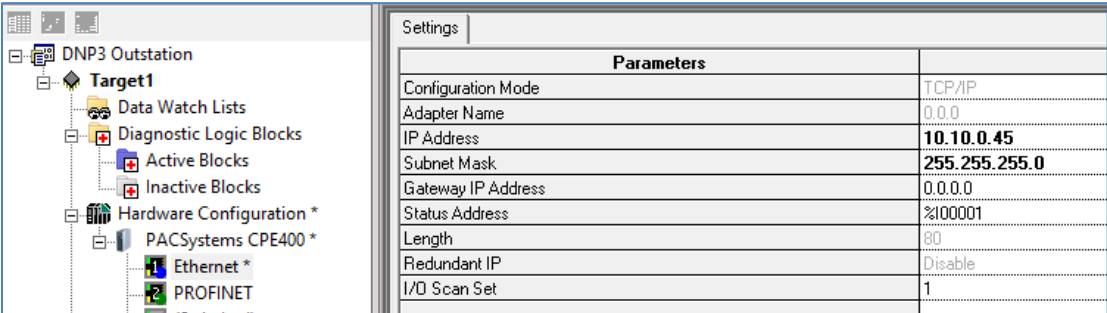 Settings
DNP3 Outstation
Target1
Data Watch Lists
Diagnostic Logic Blocks
Active Blocks
Inactive Blocks
Hardware Configuration *
PACSystems CPE400 *
1 Ethernet *
2 PROFINET
Parameters
Configuration Mode TCP/IP
Adapter Name 0.0.0
IP Address 10.10.0.45
Subnet Mask 255.255.255.0
Gateway IP Address 0.0.0.0
Status Address %I00001
Length 80
Redundant IP Disable
I/O Scan Set 1